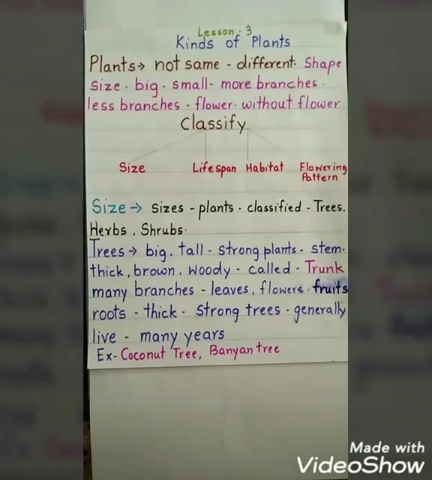 Lesson - 3
Kinds of Plants
Plants → not same - different - Shape
Size - big - small - more branches -
less branches - flower - without flower
Classify
Size Lifespan Habitat Flowering Pattern
Size → Sizes - plants - classified - Trees,
Herbs, Shrubs.
Trees → big, tall - strong plants - stem -
thick, brown, woody - called - Trunk
many branches - leaves, flowers, fruits
roots - thick - Strong trees - generally
live - many years
Ex - Coconut Tree, Banyan tree
Made with
VideoShow